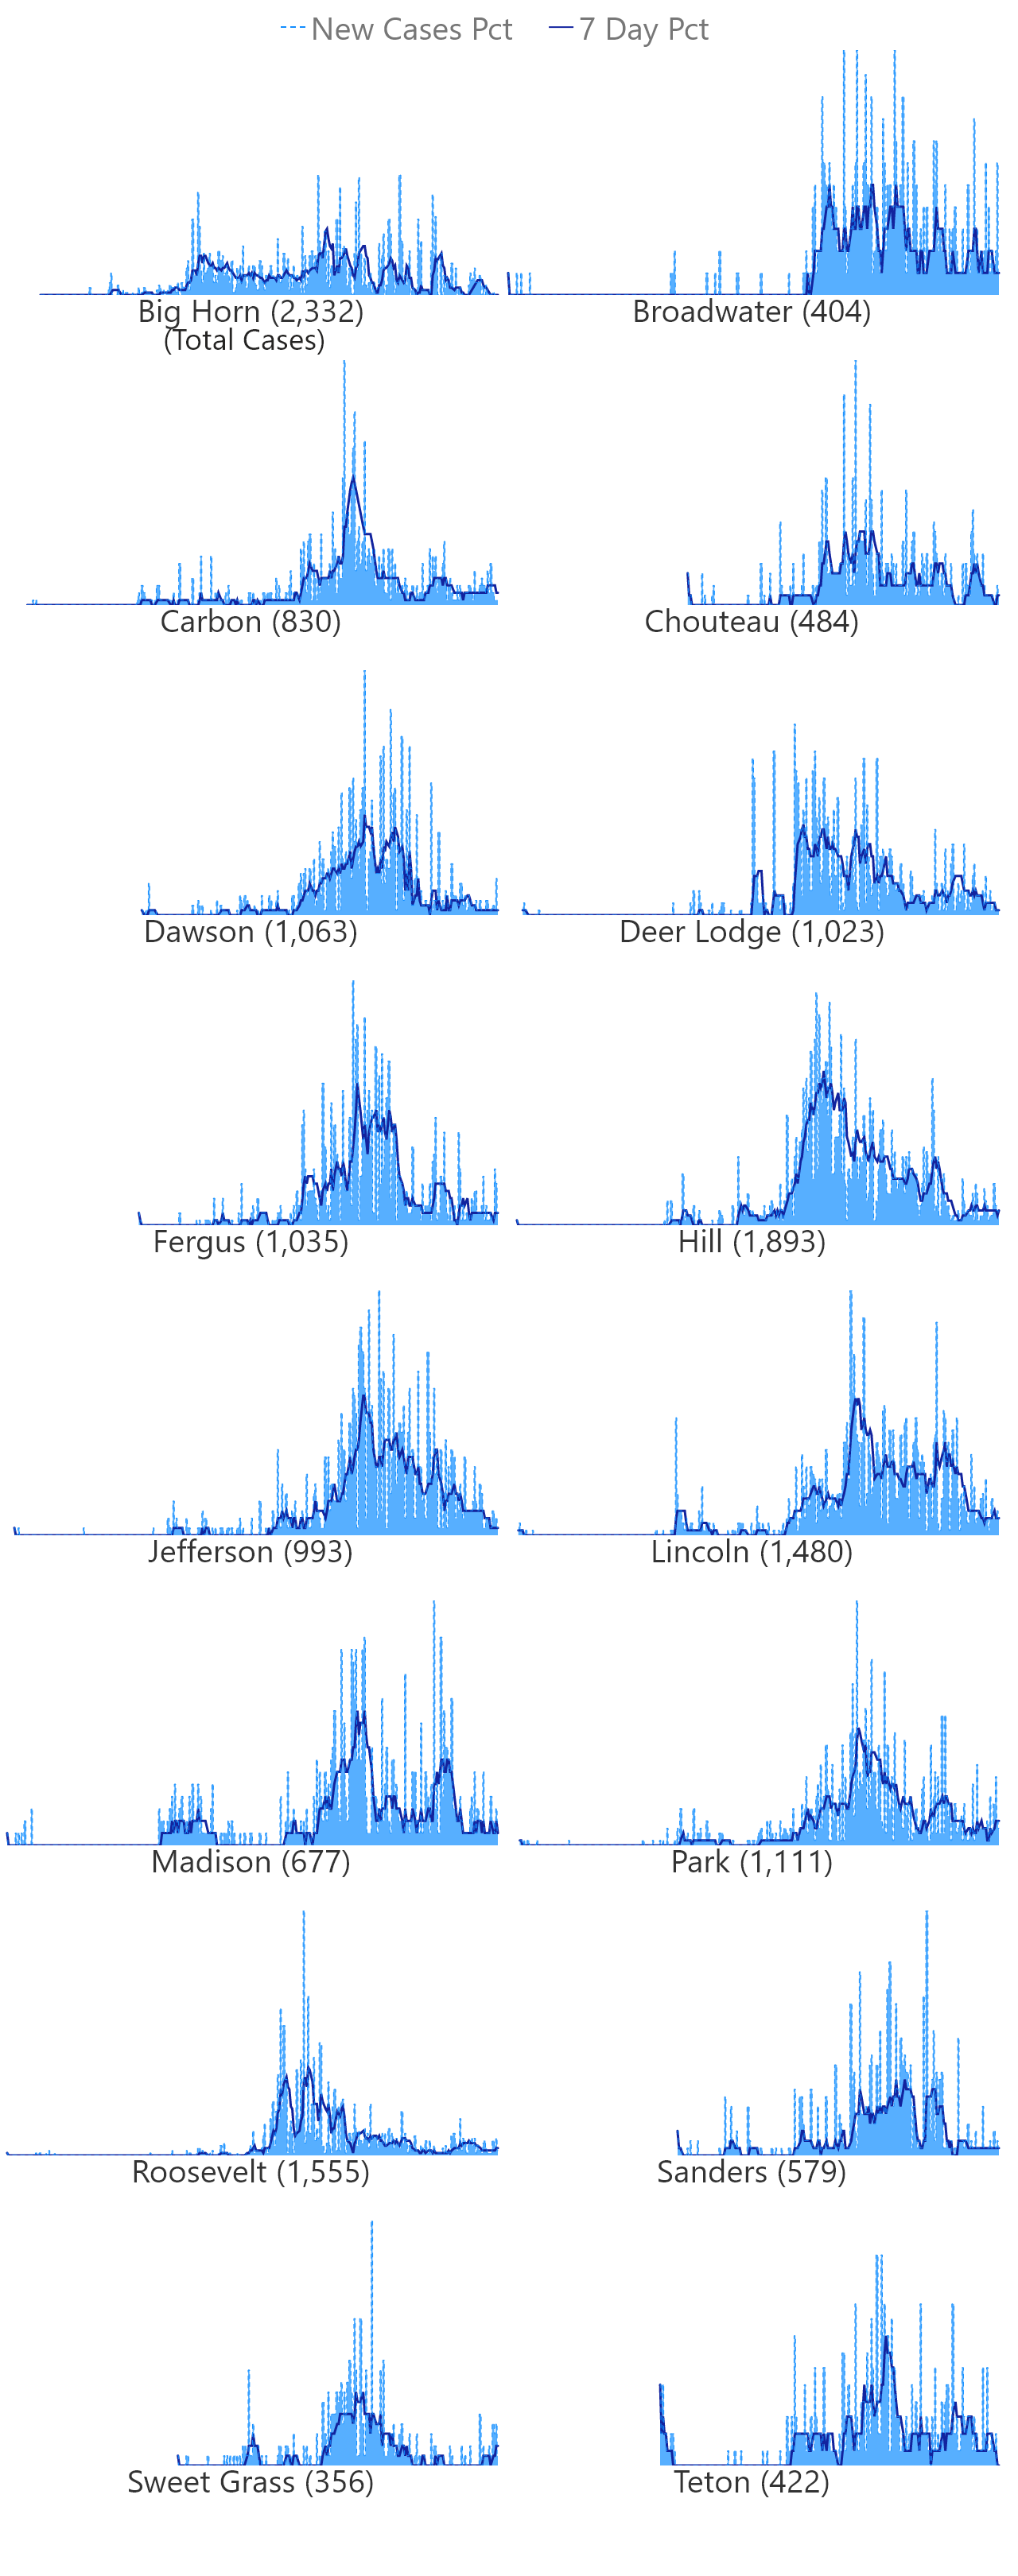 New Cases Pct 7 Day Pct
Big Horn (2,332) Broadwater (404)
(Total Cases)
Carbon (830) Chouteau (484)
Dawson (1,063) Deer Lodge (1,023)
Fergus (1,035) Hill (1,893)
Jefferson (993) Lincoln (1,480)
Madison (677) Park (1,111)
Roosevelt (1,555) Sanders (579)
Sweet Grass (356) Teton (422)